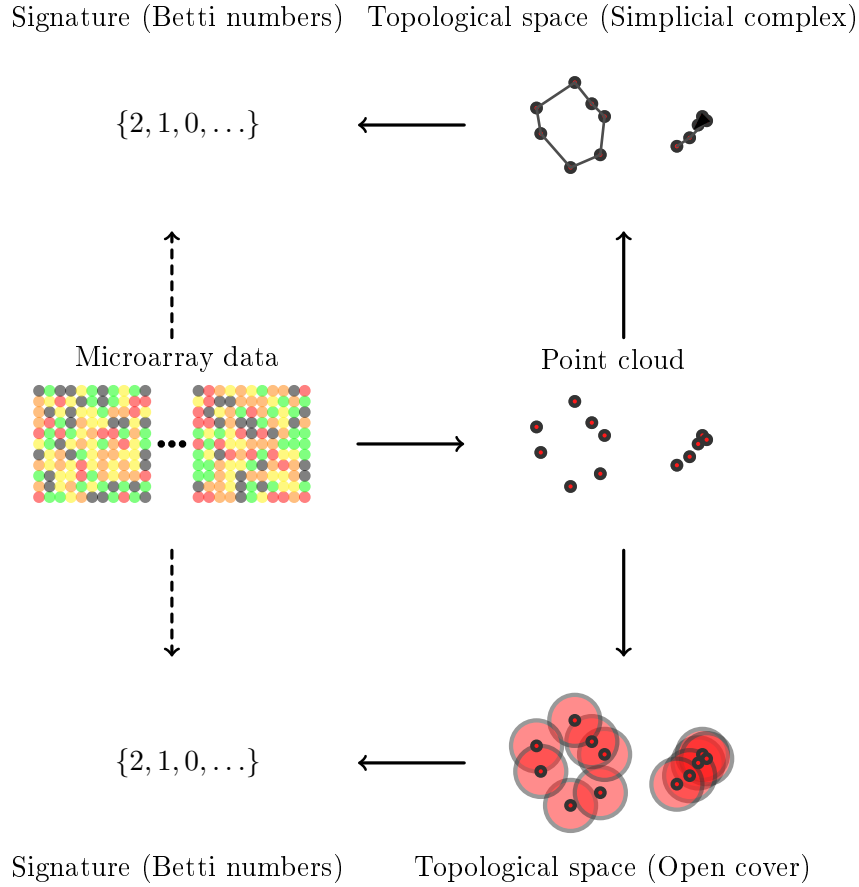 Signature (Betti numbers) Topological space (Simplicial complex)
{2, 1, 0, …}
Microarray data
Point cloud
{2, 1, 0, …}
Signature (Betti numbers)
Topological space (Open cover)